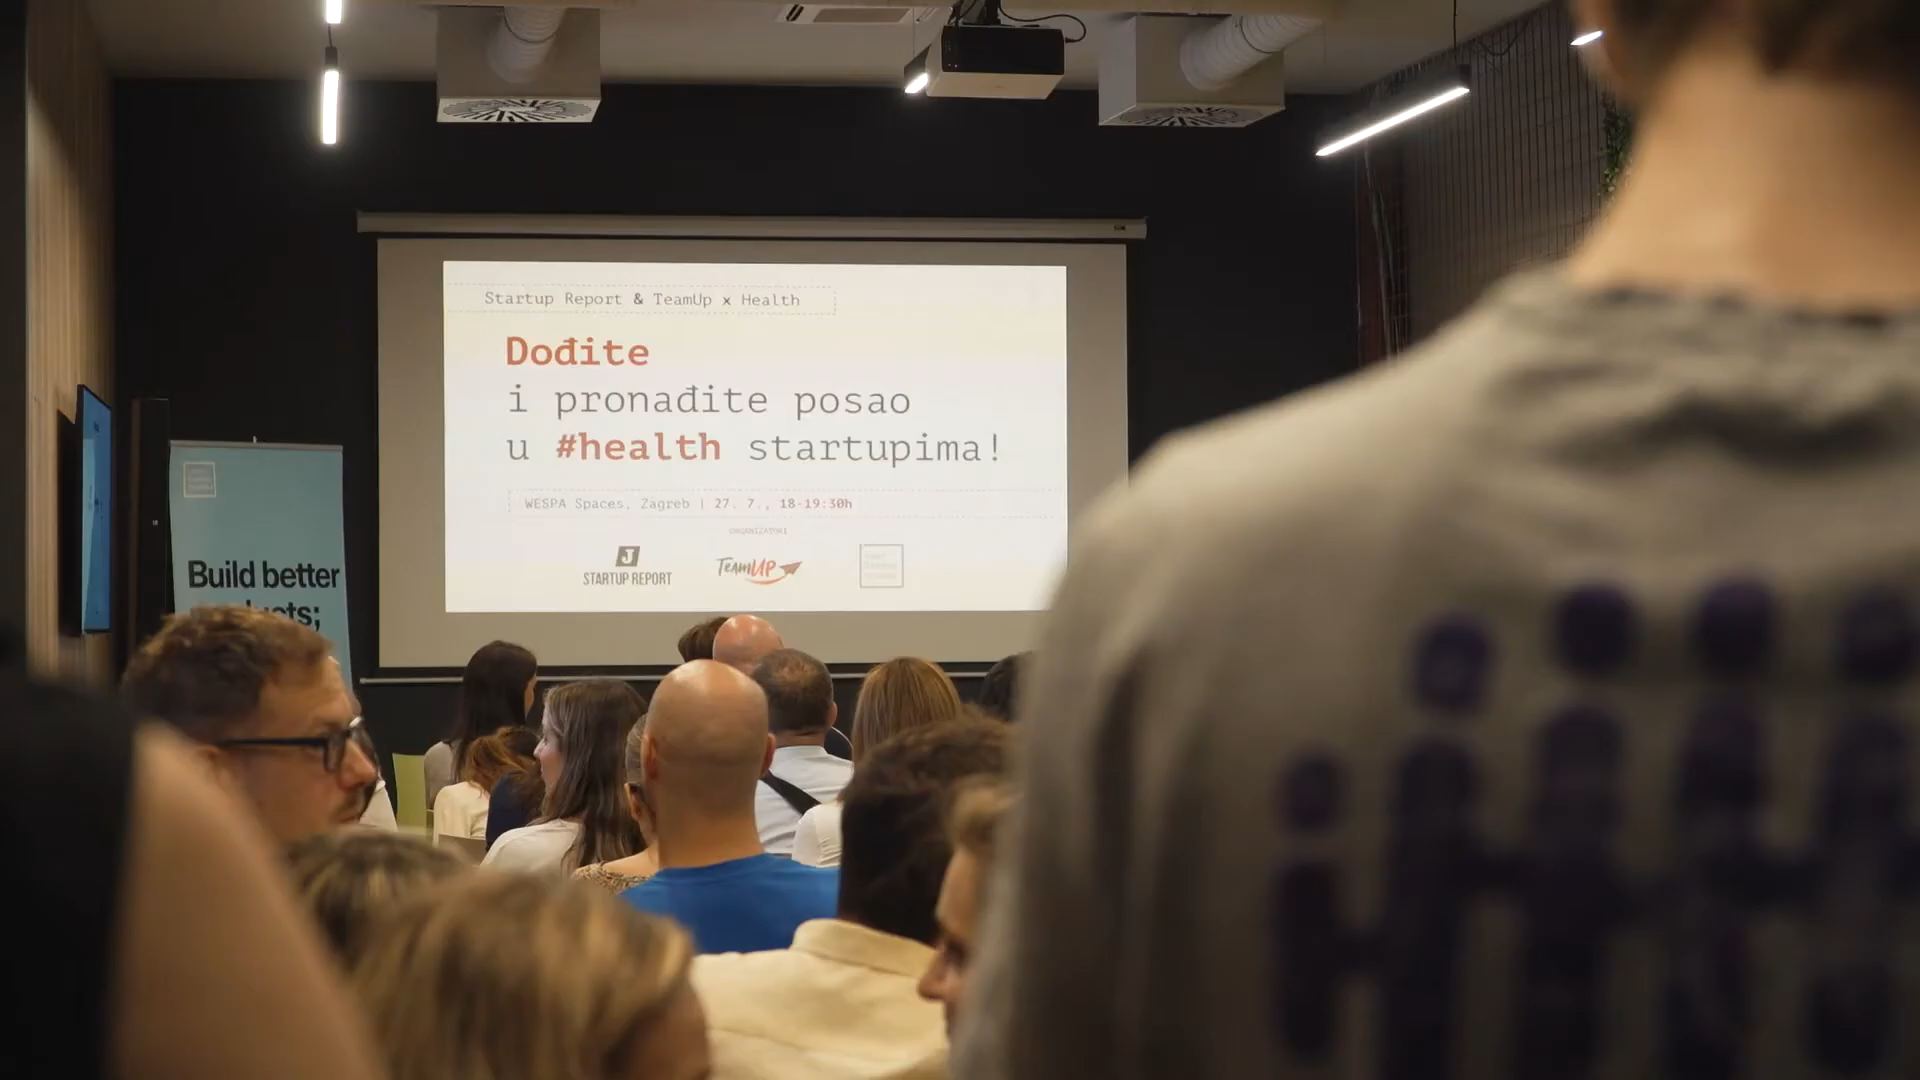 Startup Report & TeamUp x Health
Dođite
i pronađite posao
u #health startupima!
WESPA Spaces, Zagreb | 27. 7., 18-19:30h
ORGANIZATORI
J
STARTUP REPORT
TeamUP
Build better